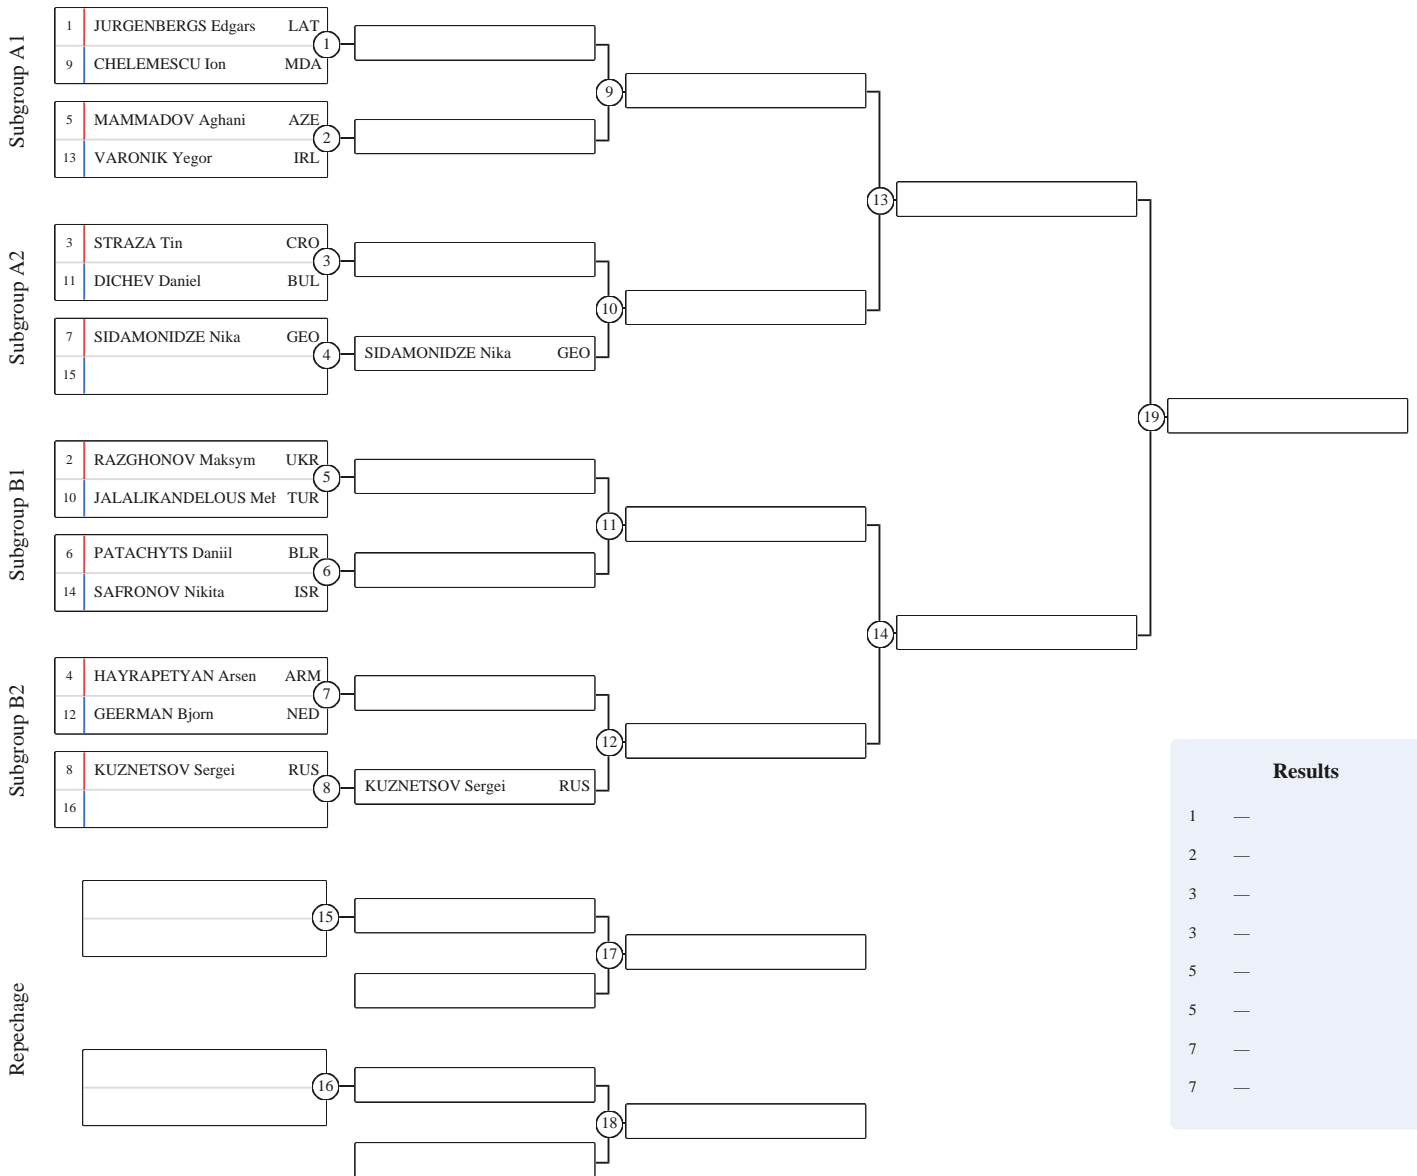 Subgroup A1
1 JURGENBERGS Edgars LAT
9 CHELEMESCU Ion MDA
1
5 MAMMADOV Aghani AZE
13 VARONIK Yegor IRL
2
9
Subgroup A2
3 STRAZA Tin CRO
11 DICHEV Daniel BUL
3
7 SIDAMONIDZE Nika GEO
15
4
SIDAMONIDZE Nika GEO
10
13
Subgroup B1
2 RAZGHONOV Maksym UKR
10 JALALIKANDELOUS Meh TUR
5
6 PATACHYTS Daniil BLR
14 SAFRONOV Nikita ISR
6
11
Subgroup B2
4 HAYRAPETYAN Arsen ARM
12 GEERMAN Bjorn NED
7
8 KUZNETSOV Sergei RUS
16
8
KUZNETSOV Sergei RUS
12
14
19
Repechage
15
17
16
18
Results
1 —
2 —
3 —
3 —
5 —
5 —
7 —
7 —